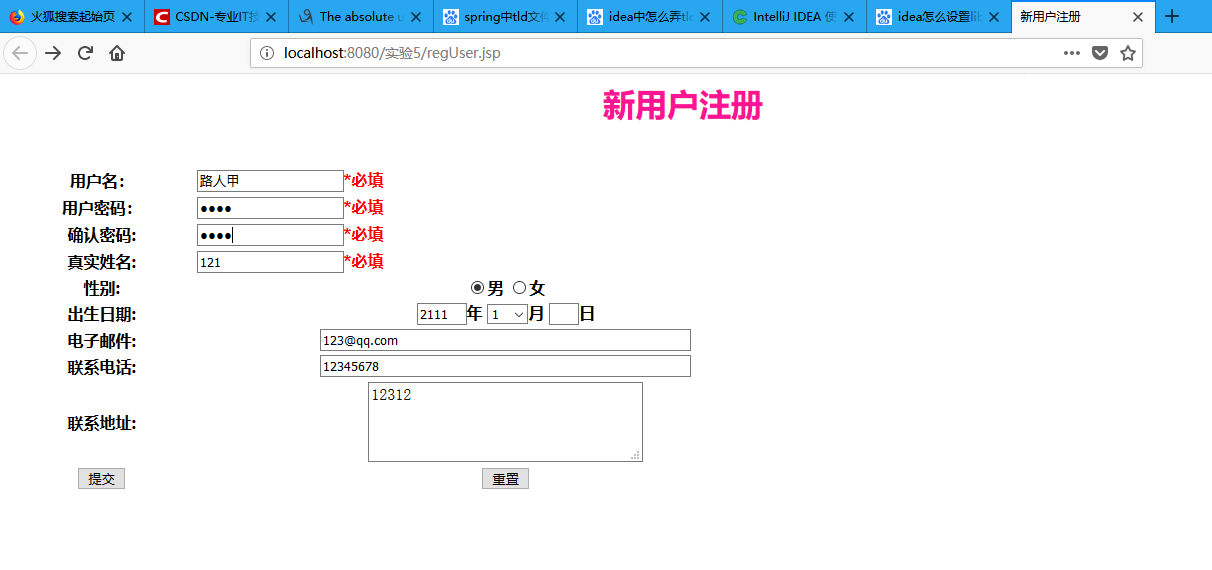 火狐搜索起始页
CSDN-专业IT技
The absolute u
spring中tld文件
idea中怎么弄tld
IntelliJ IDEA 使
idea怎么设置lib
新用户注册
localhost:8080/实验5/regUser.jsp
新用户注册
用户名: 路人甲 *必填
用户密码: •••• *必填
确认密码: •••• *必填
真实姓名: 121 *必填
性别: 男 女
出生日期: 2111 年 1 月 日
电子邮件: 123@qq.com
联系电话: 12345678
联系地址: 12312
提交 重置